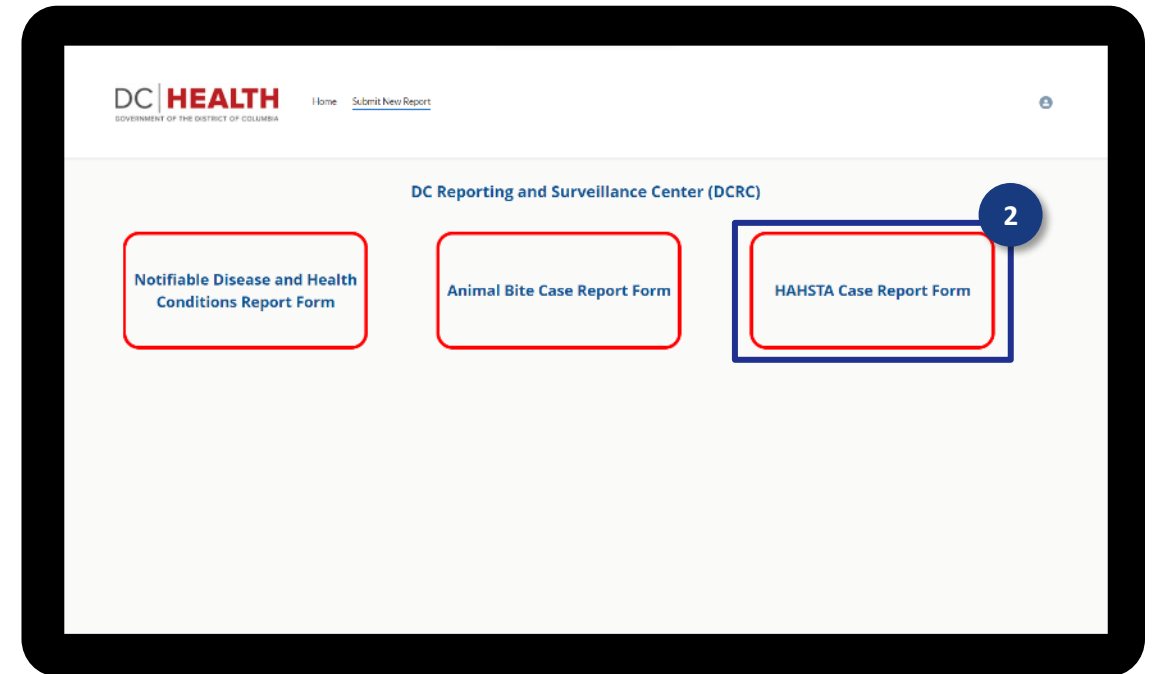 DC HEALTH
GOVERNMENT OF THE DISTRICT OF COLUMBIA
Home Submit New Report
DC Reporting and Surveillance Center (DCRC)
2
Notifiable Disease and Health
Conditions Report Form
Animal Bite Case Report Form
HAHSTA Case Report Form